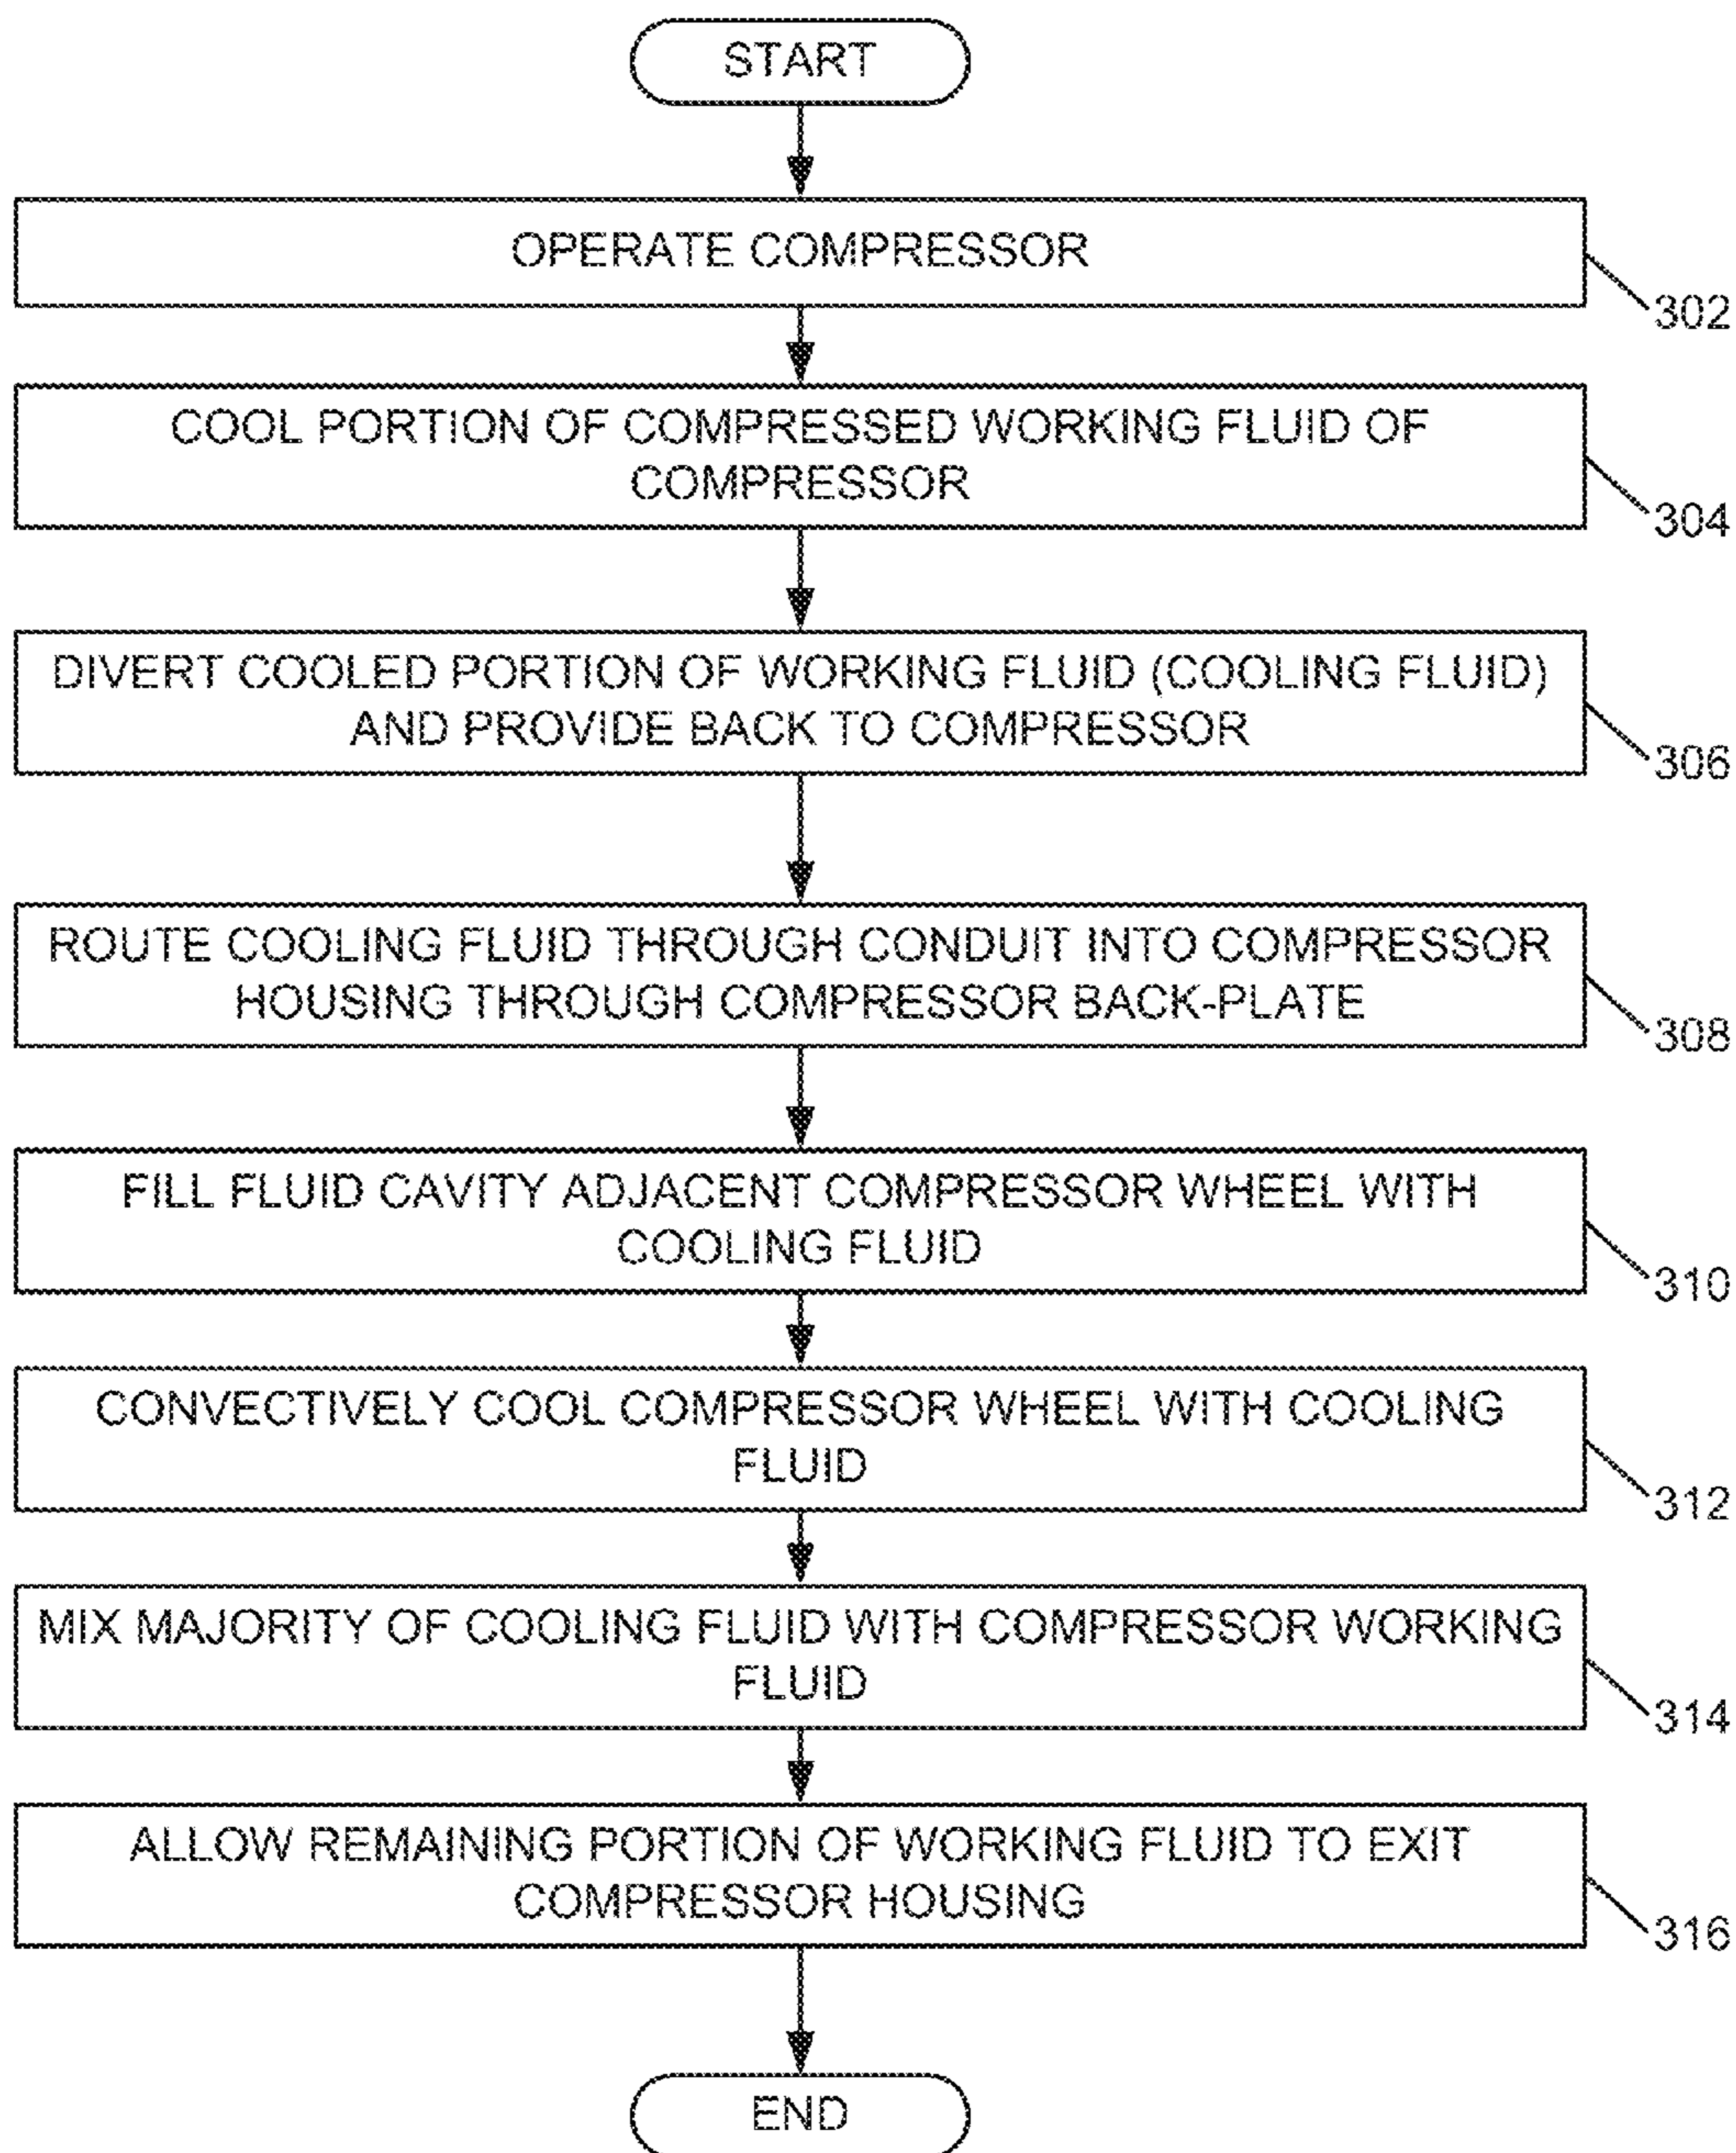 START
OPERATE COMPRESSOR
302
COOL PORTION OF COMPRESSED WORKING FLUID OF
COMPRESSOR
304
DIVERT COOLED PORTION OF WORKING FLUID (COOLING FLUID)
AND PROVIDE BACK TO COMPRESSOR
306
ROUTE COOLING FLUID THROUGH CONDUIT INTO COMPRESSOR
HOUSING THROUGH COMPRESSOR BACK-PLATE
308
FILL FLUID CAVITY ADJACENT COMPRESSOR WHEEL WITH
COOLING FLUID
310
CONVECTIVELY COOL COMPRESSOR WHEEL WITH COOLING
FLUID
312
MIX MAJORITY OF COOLING FLUID WITH COMPRESSOR WORKING
FLUID
314
ALLOW REMAINING PORTION OF WORKING FLUID TO EXIT
COMPRESSOR HOUSING
316
END